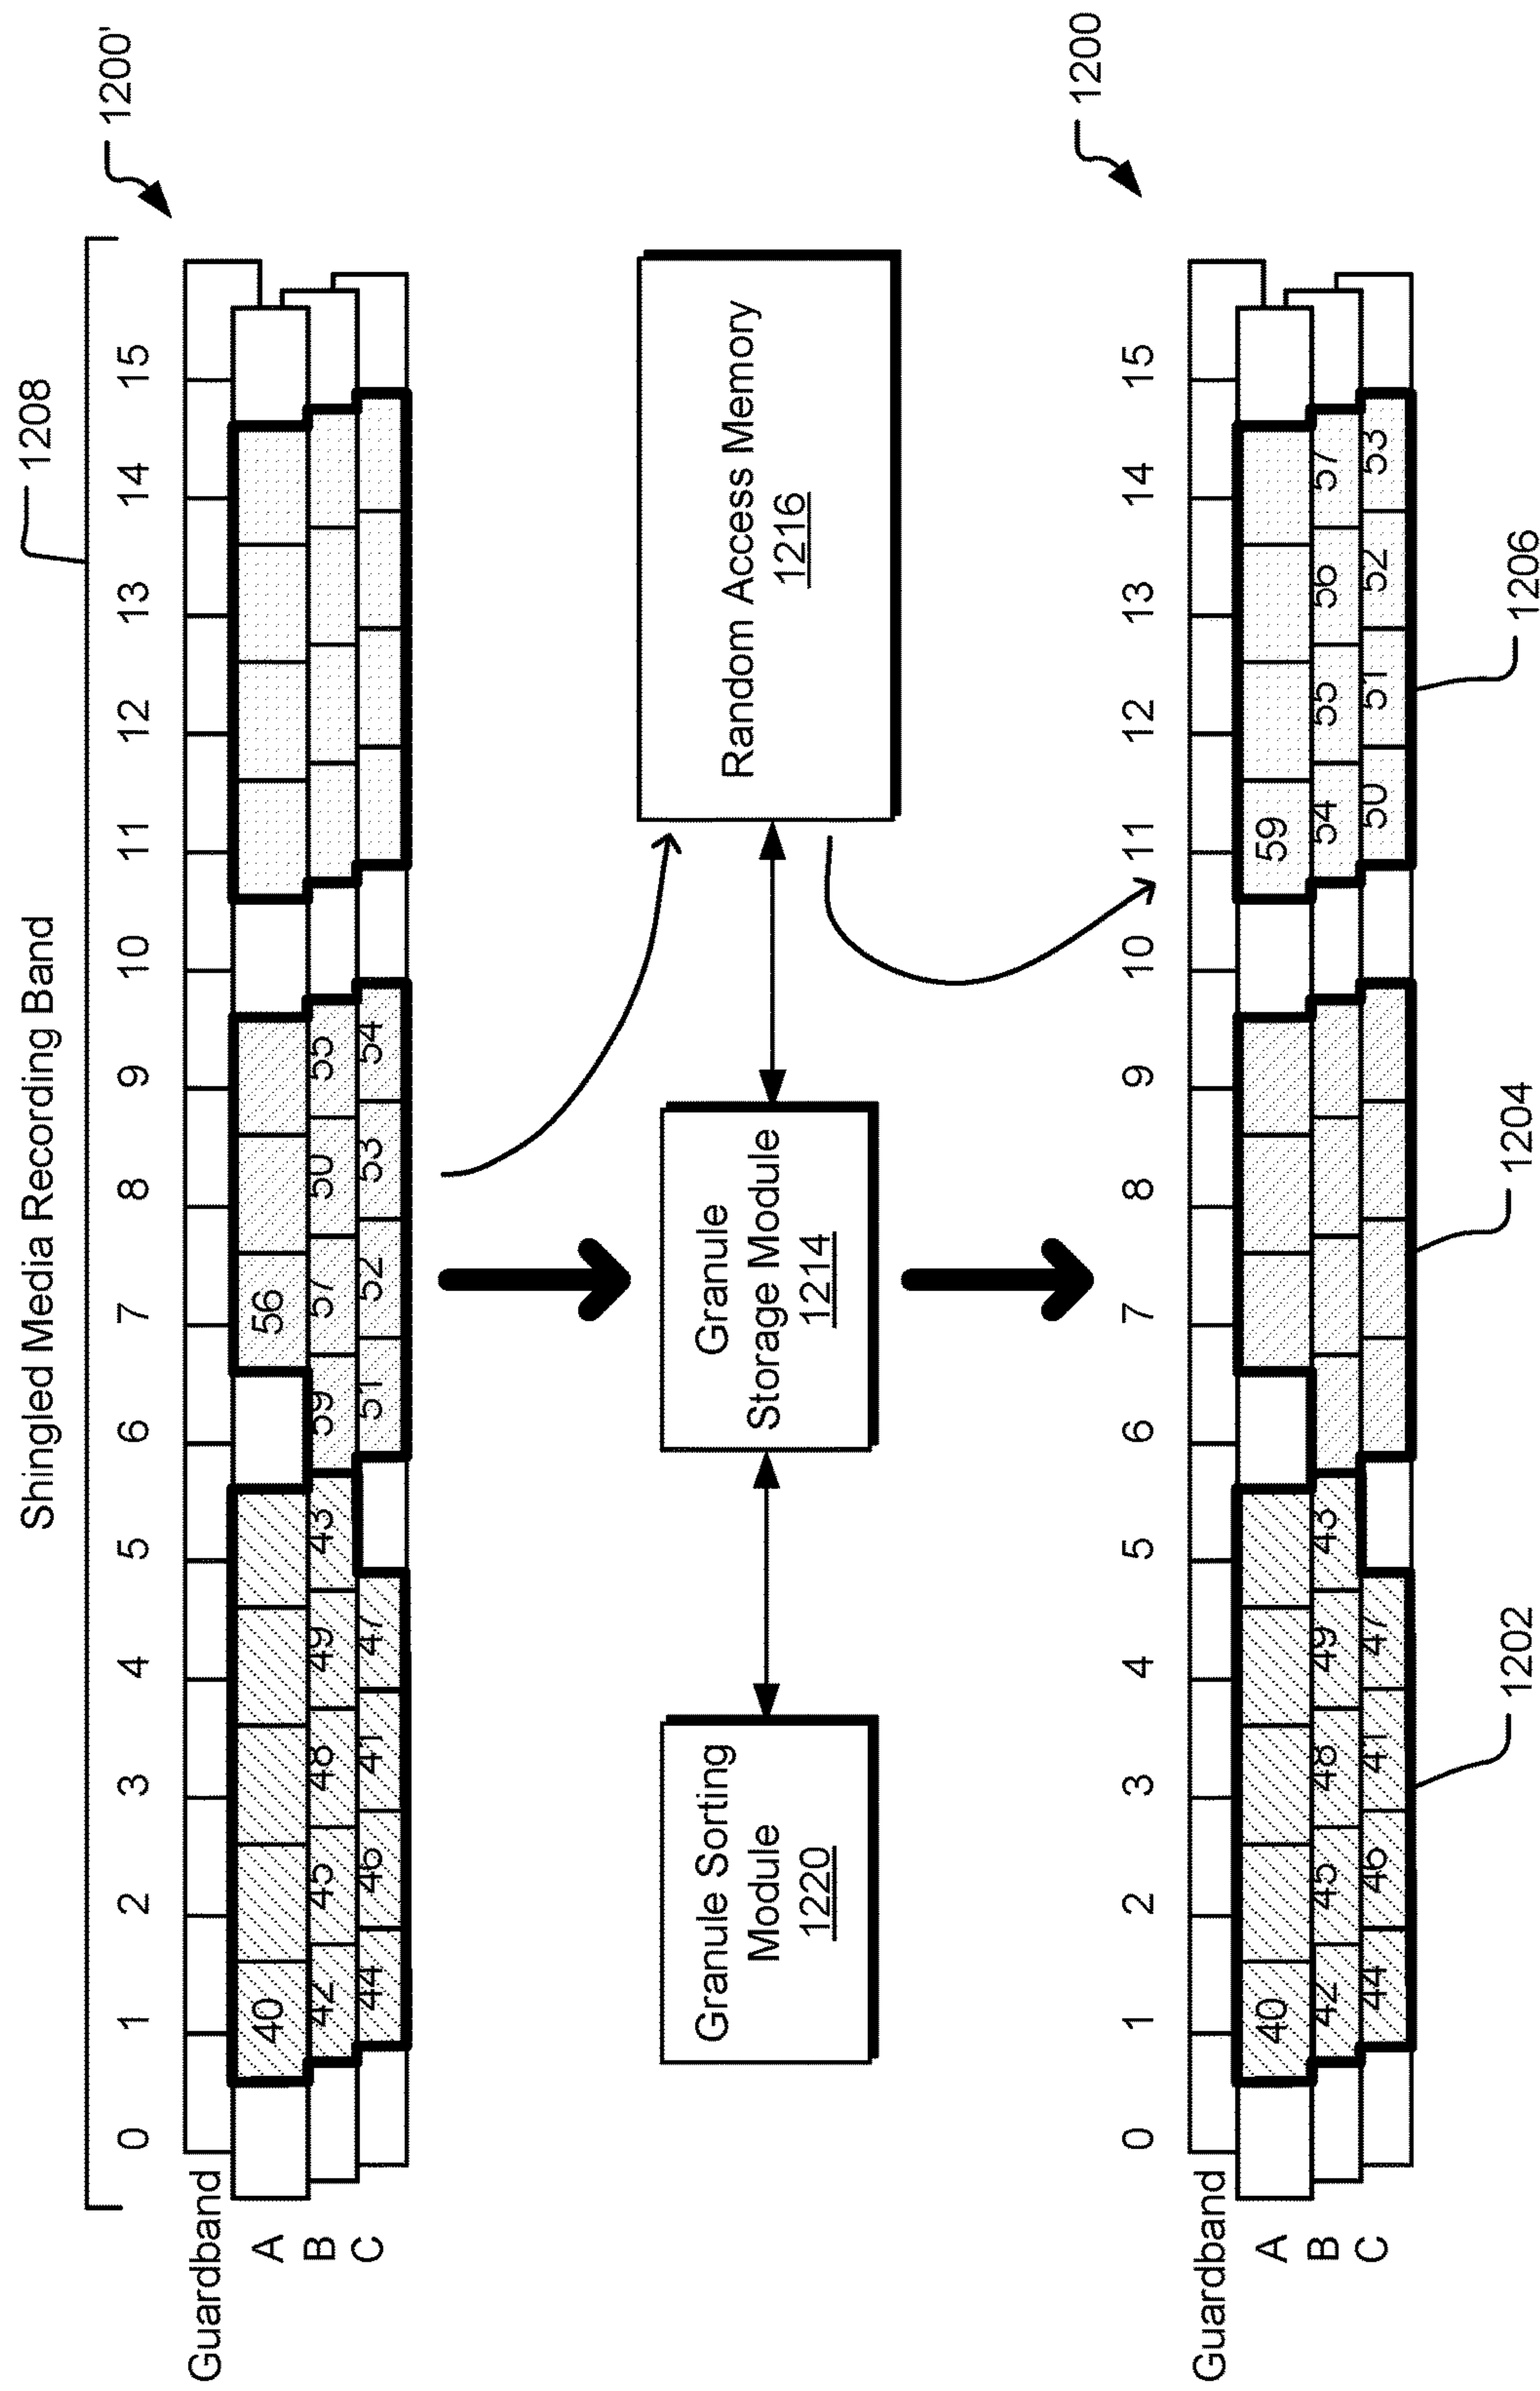 Shingled Media Recording Band
1208
1200'
0 1 2 3 4 5 6 7 8 9 10 11 12 13 14 15
Guardband
A 40 56
B 42 45 48 49 43 59 57 50 55
C 44 46 41 47 51 52 53 54
Granule Sorting
Module
1220
Granule
Storage Module
1214
Random Access Memory
1216
1200
0 1 2 3 4 5 6 7 8 9 10 11 12 13 14 15
Guardband
A 40 59
B 42 45 48 49 43 54 55 56 57
C 44 46 41 47 50 51 52 53
1202
1204
1206